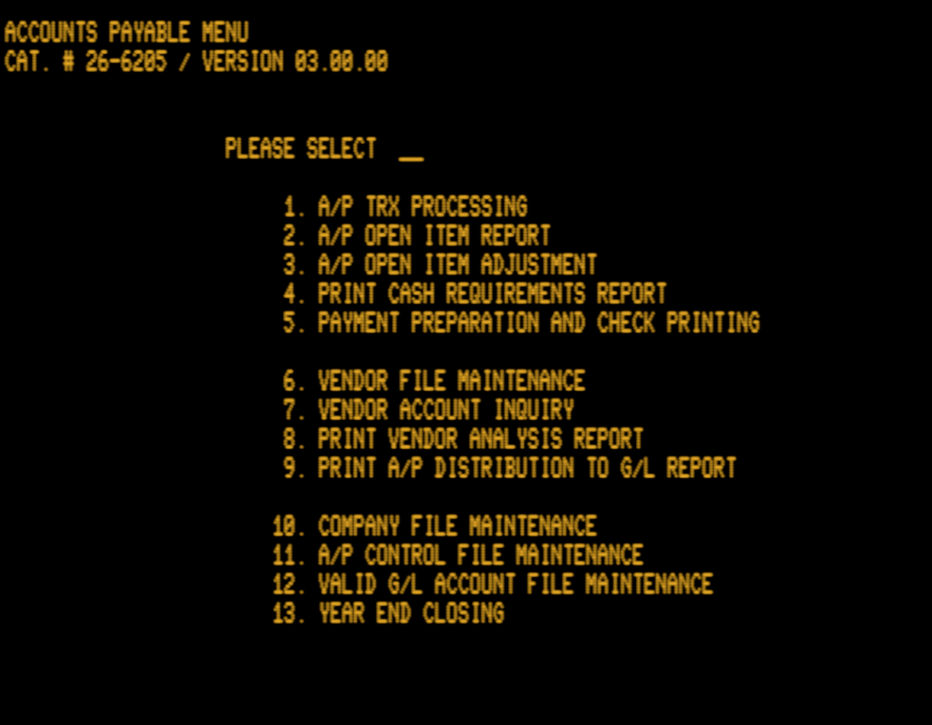 ACCOUNTS PAYABLE MENU
CAT. # 26-6205 / VERSION 03.00.00
PLEASE SELECT __
1. A/P TRX PROCESSING
2. A/P OPEN ITEM REPORT
3. A/P OPEN ITEM ADJUSTMENT
4. PRINT CASH REQUIREMENTS REPORT
5. PAYMENT PREPARATION AND CHECK PRINTING
6. VENDOR FILE MAINTENANCE
7. VENDOR ACCOUNT INQUIRY
8. PRINT VENDOR ANALYSIS REPORT
9. PRINT A/P DISTRIBUTION TO G/L REPORT
10. COMPANY FILE MAINTENANCE
11. A/P CONTROL FILE MAINTENANCE
12. VALID G/L ACCOUNT FILE MAINTENANCE
13. YEAR END CLOSING